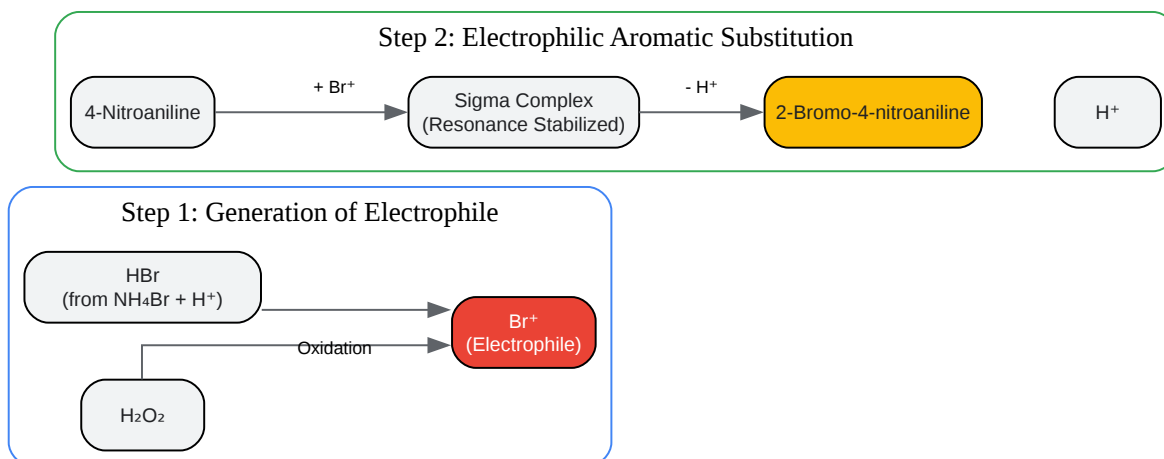 Step 2: Electrophilic Aromatic Substitution
4-Nitroaniline
+ Br⁺
Sigma Complex
(Resonance Stabilized)
- H⁺
2-Bromo-4-nitroaniline
H⁺
Step 1: Generation of Electrophile
HBr
(from NH₄Br + H⁺)
Br⁺
(Electrophile)
Oxidation
H₂O₂